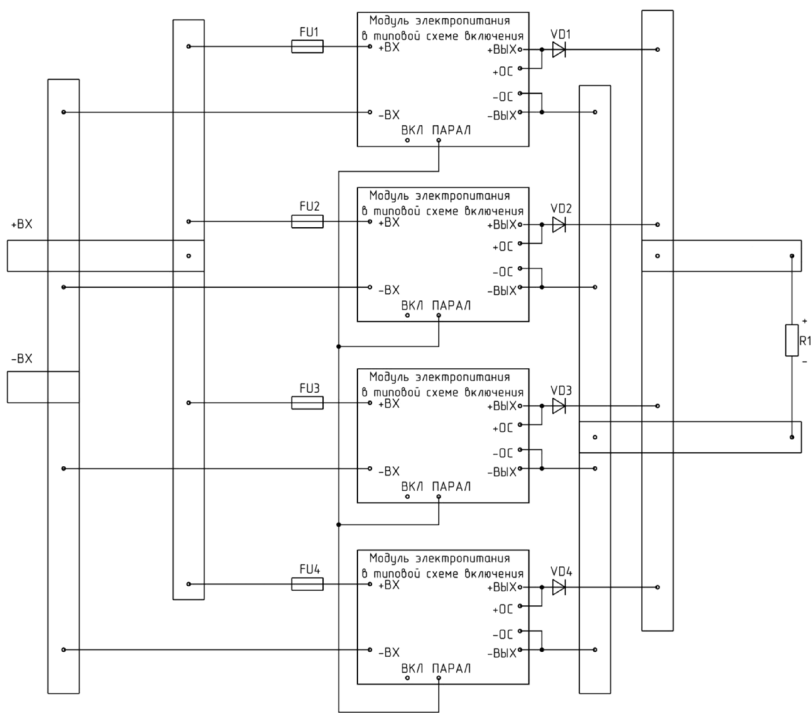 Модуль электропитания
в типовой схеме включения
FU1
+ВХ
+ВЫХ
VD1
+ОС
-ОС
-ВХ
-ВЫХ
ВКЛ ПАРАЛ
Модуль электропитания
в типовой схеме включения
FU2
+ВХ
+ВЫХ
VD2
+ВХ
+ОС
-ОС
-ВХ
-ВЫХ
ВКЛ ПАРАЛ
+
R1
-
-ВХ
Модуль электропитания
в типовой схеме включения
FU3
+ВХ
+ВЫХ
VD3
+ОС
-ОС
-ВХ
-ВЫХ
ВКЛ ПАРАЛ
Модуль электропитания
в типовой схеме включения
FU4
+ВХ
+ВЫХ
VD4
+ОС
-ОС
-ВХ
-ВЫХ
ВКЛ ПАРАЛ